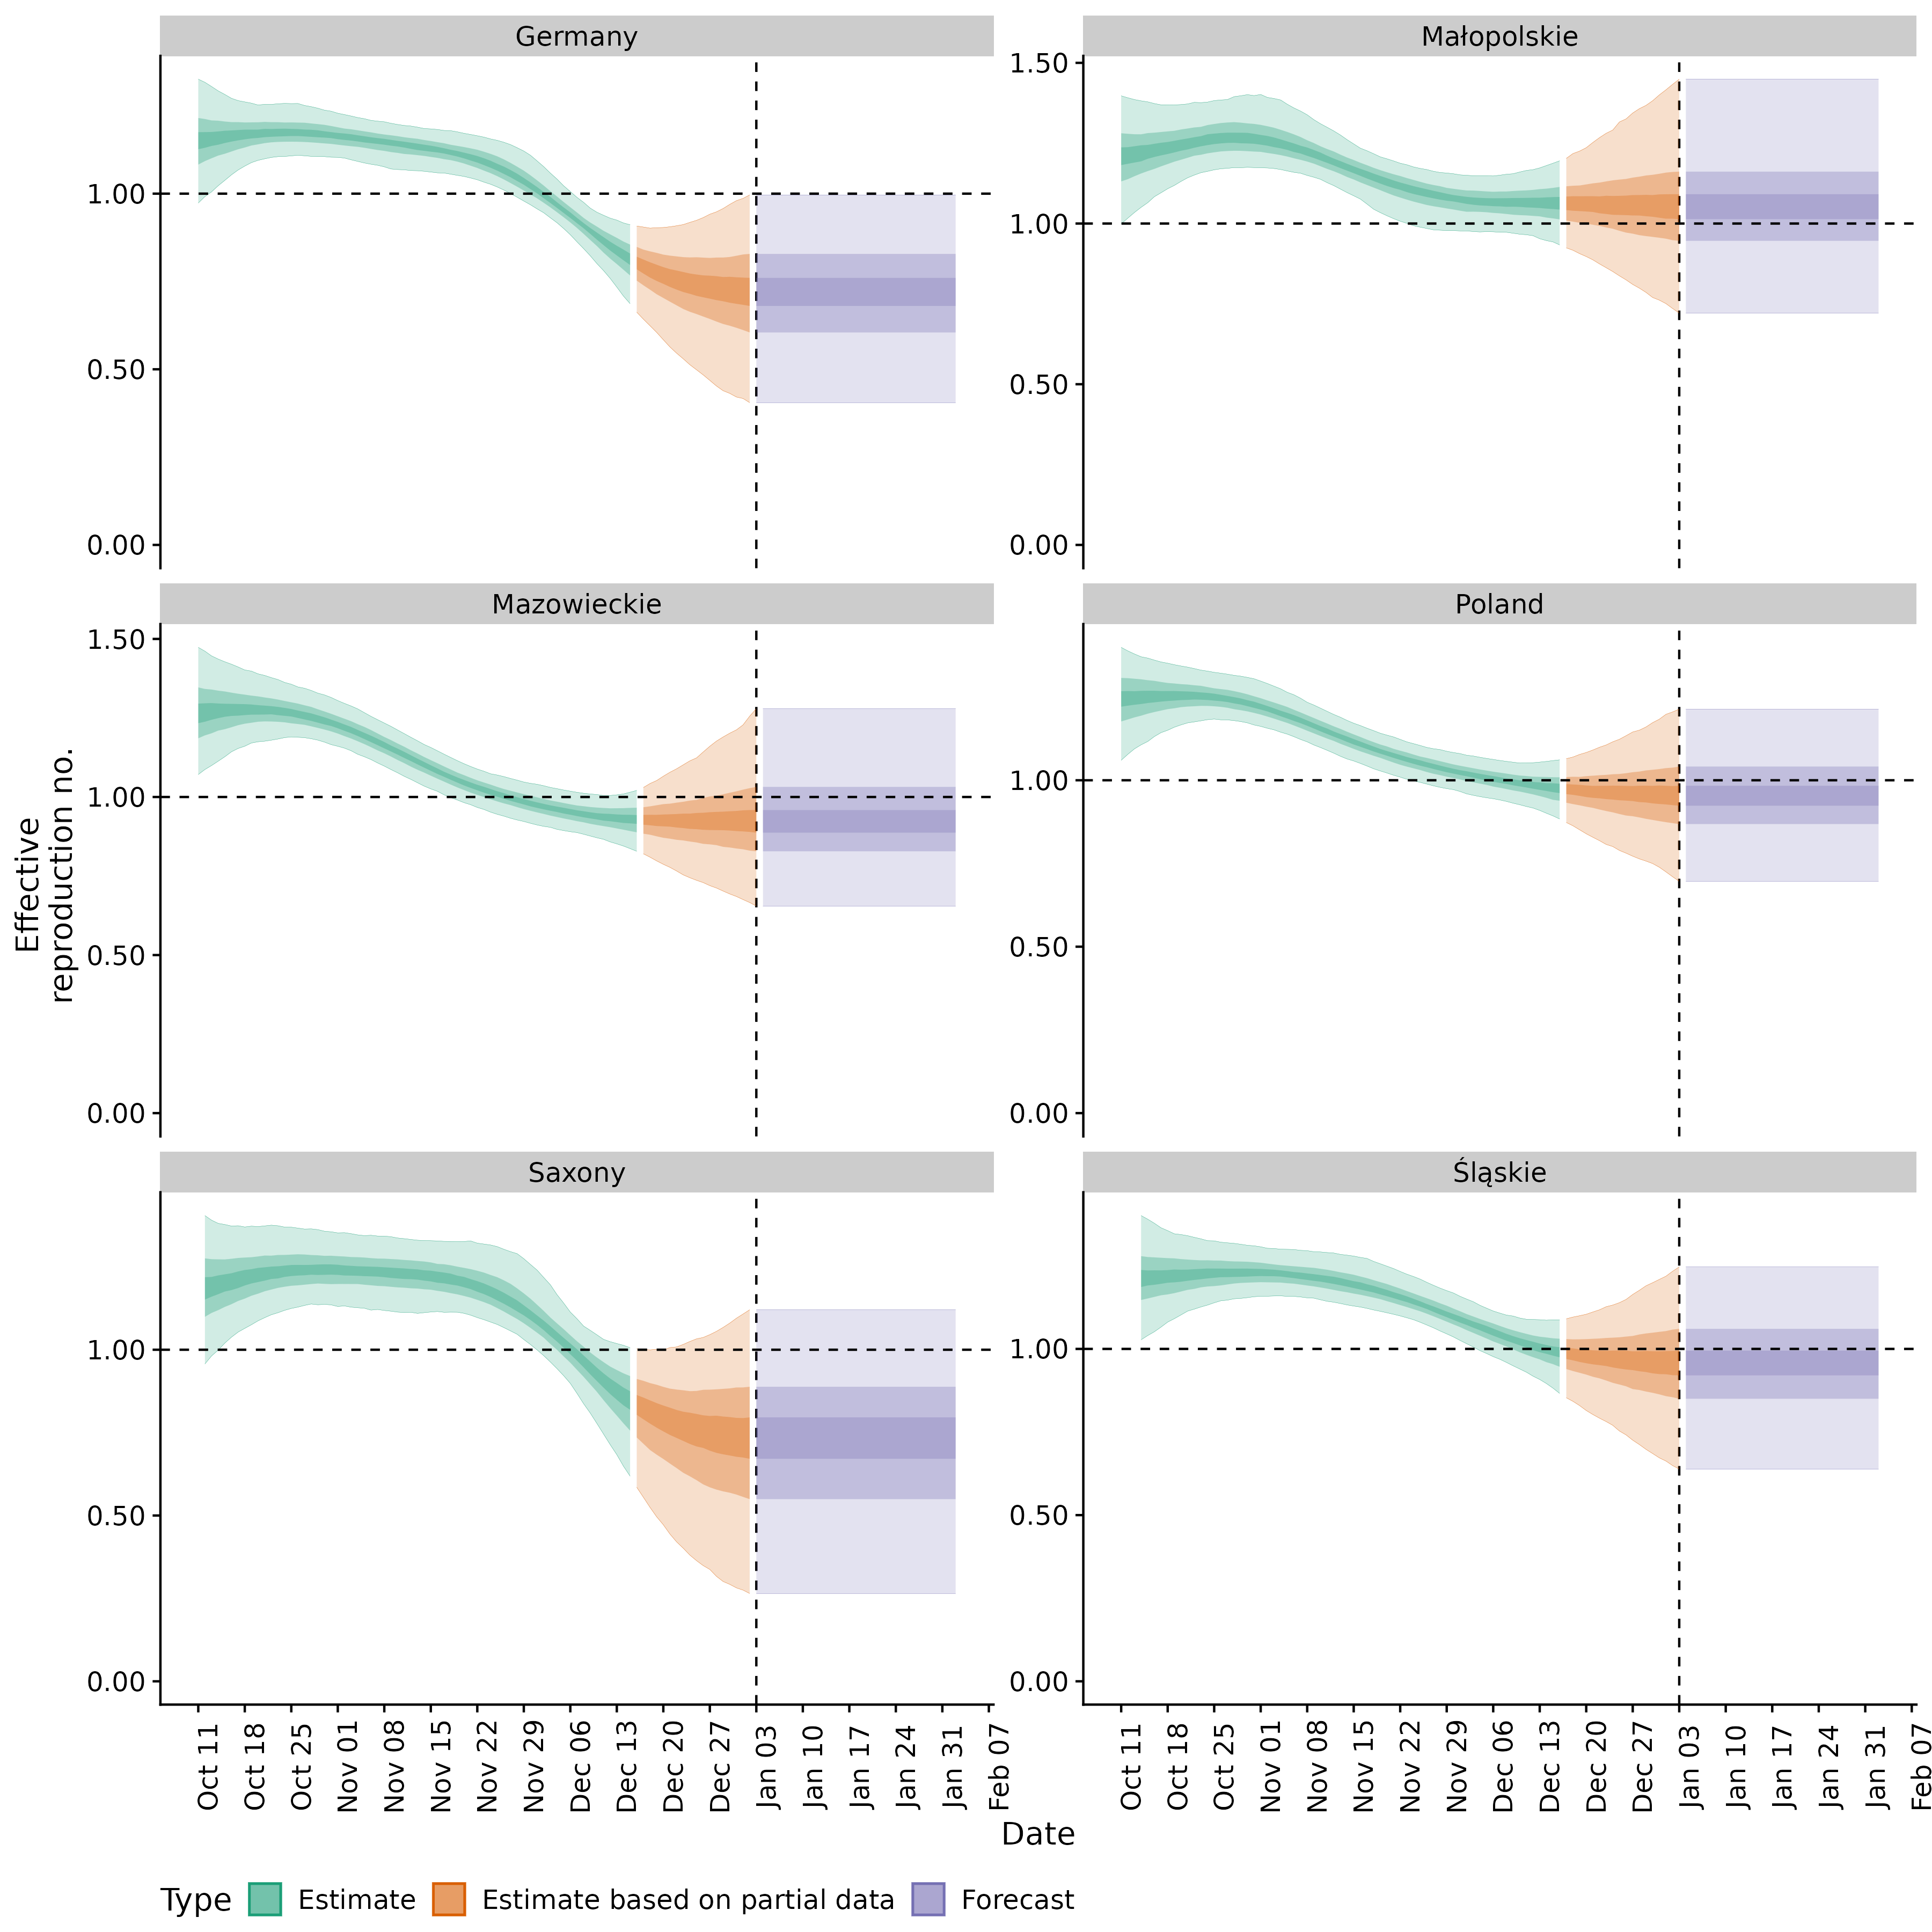 Germany
Małopolskie
1.00
0.50
0.00
1.50
1.00
0.50
0.00
Mazowieckie
Poland
1.50
1.00
0.50
0.00
1.00
0.50
0.00
Effective
reproduction no.
Saxony
Śląskie
1.00
0.50
0.00
1.00
0.50
0.00
Oct 11
Oct 18
Oct 25
Nov 01
Nov 08
Nov 15
Nov 22
Nov 29
Dec 06
Dec 13
Dec 20
Dec 27
Jan 03
Jan 10
Jan 17
Jan 24
Jan 31
Feb 07
Oct 11
Oct 18
Oct 25
Nov 01
Nov 08
Nov 15
Nov 22
Nov 29
Dec 06
Dec 13
Dec 20
Dec 27
Jan 03
Jan 10
Jan 17
Jan 24
Jan 31
Feb 07
Date
Type Estimate Estimate based on partial data Forecast